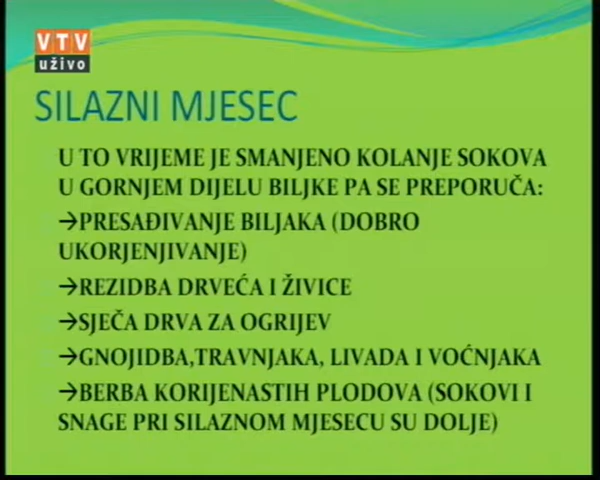 VTV
uživo
SILAZNI MJESEC
U TO VRIJEME JE SMANJENO KOLANJE SOKOVA
U GORNJEM DIJELU BILJKE PA SE PREPORUČA:
→PRESAĐIVANJE BILJAKA (DOBRO
UKORJENJIVANJE)
→REZIDBA DRVEĆA I ŽIVICE
→SJEČA DRVA ZA OGRIJEV
→GNOJIDBA,TRAVNJAKA, LIVADA I VOĆNJAKA
→BERBA KORIJENASTIH PLODOVA (SOKOVI I
SNAGE PRI SILAZNOM MJESECU SU DOLJE)